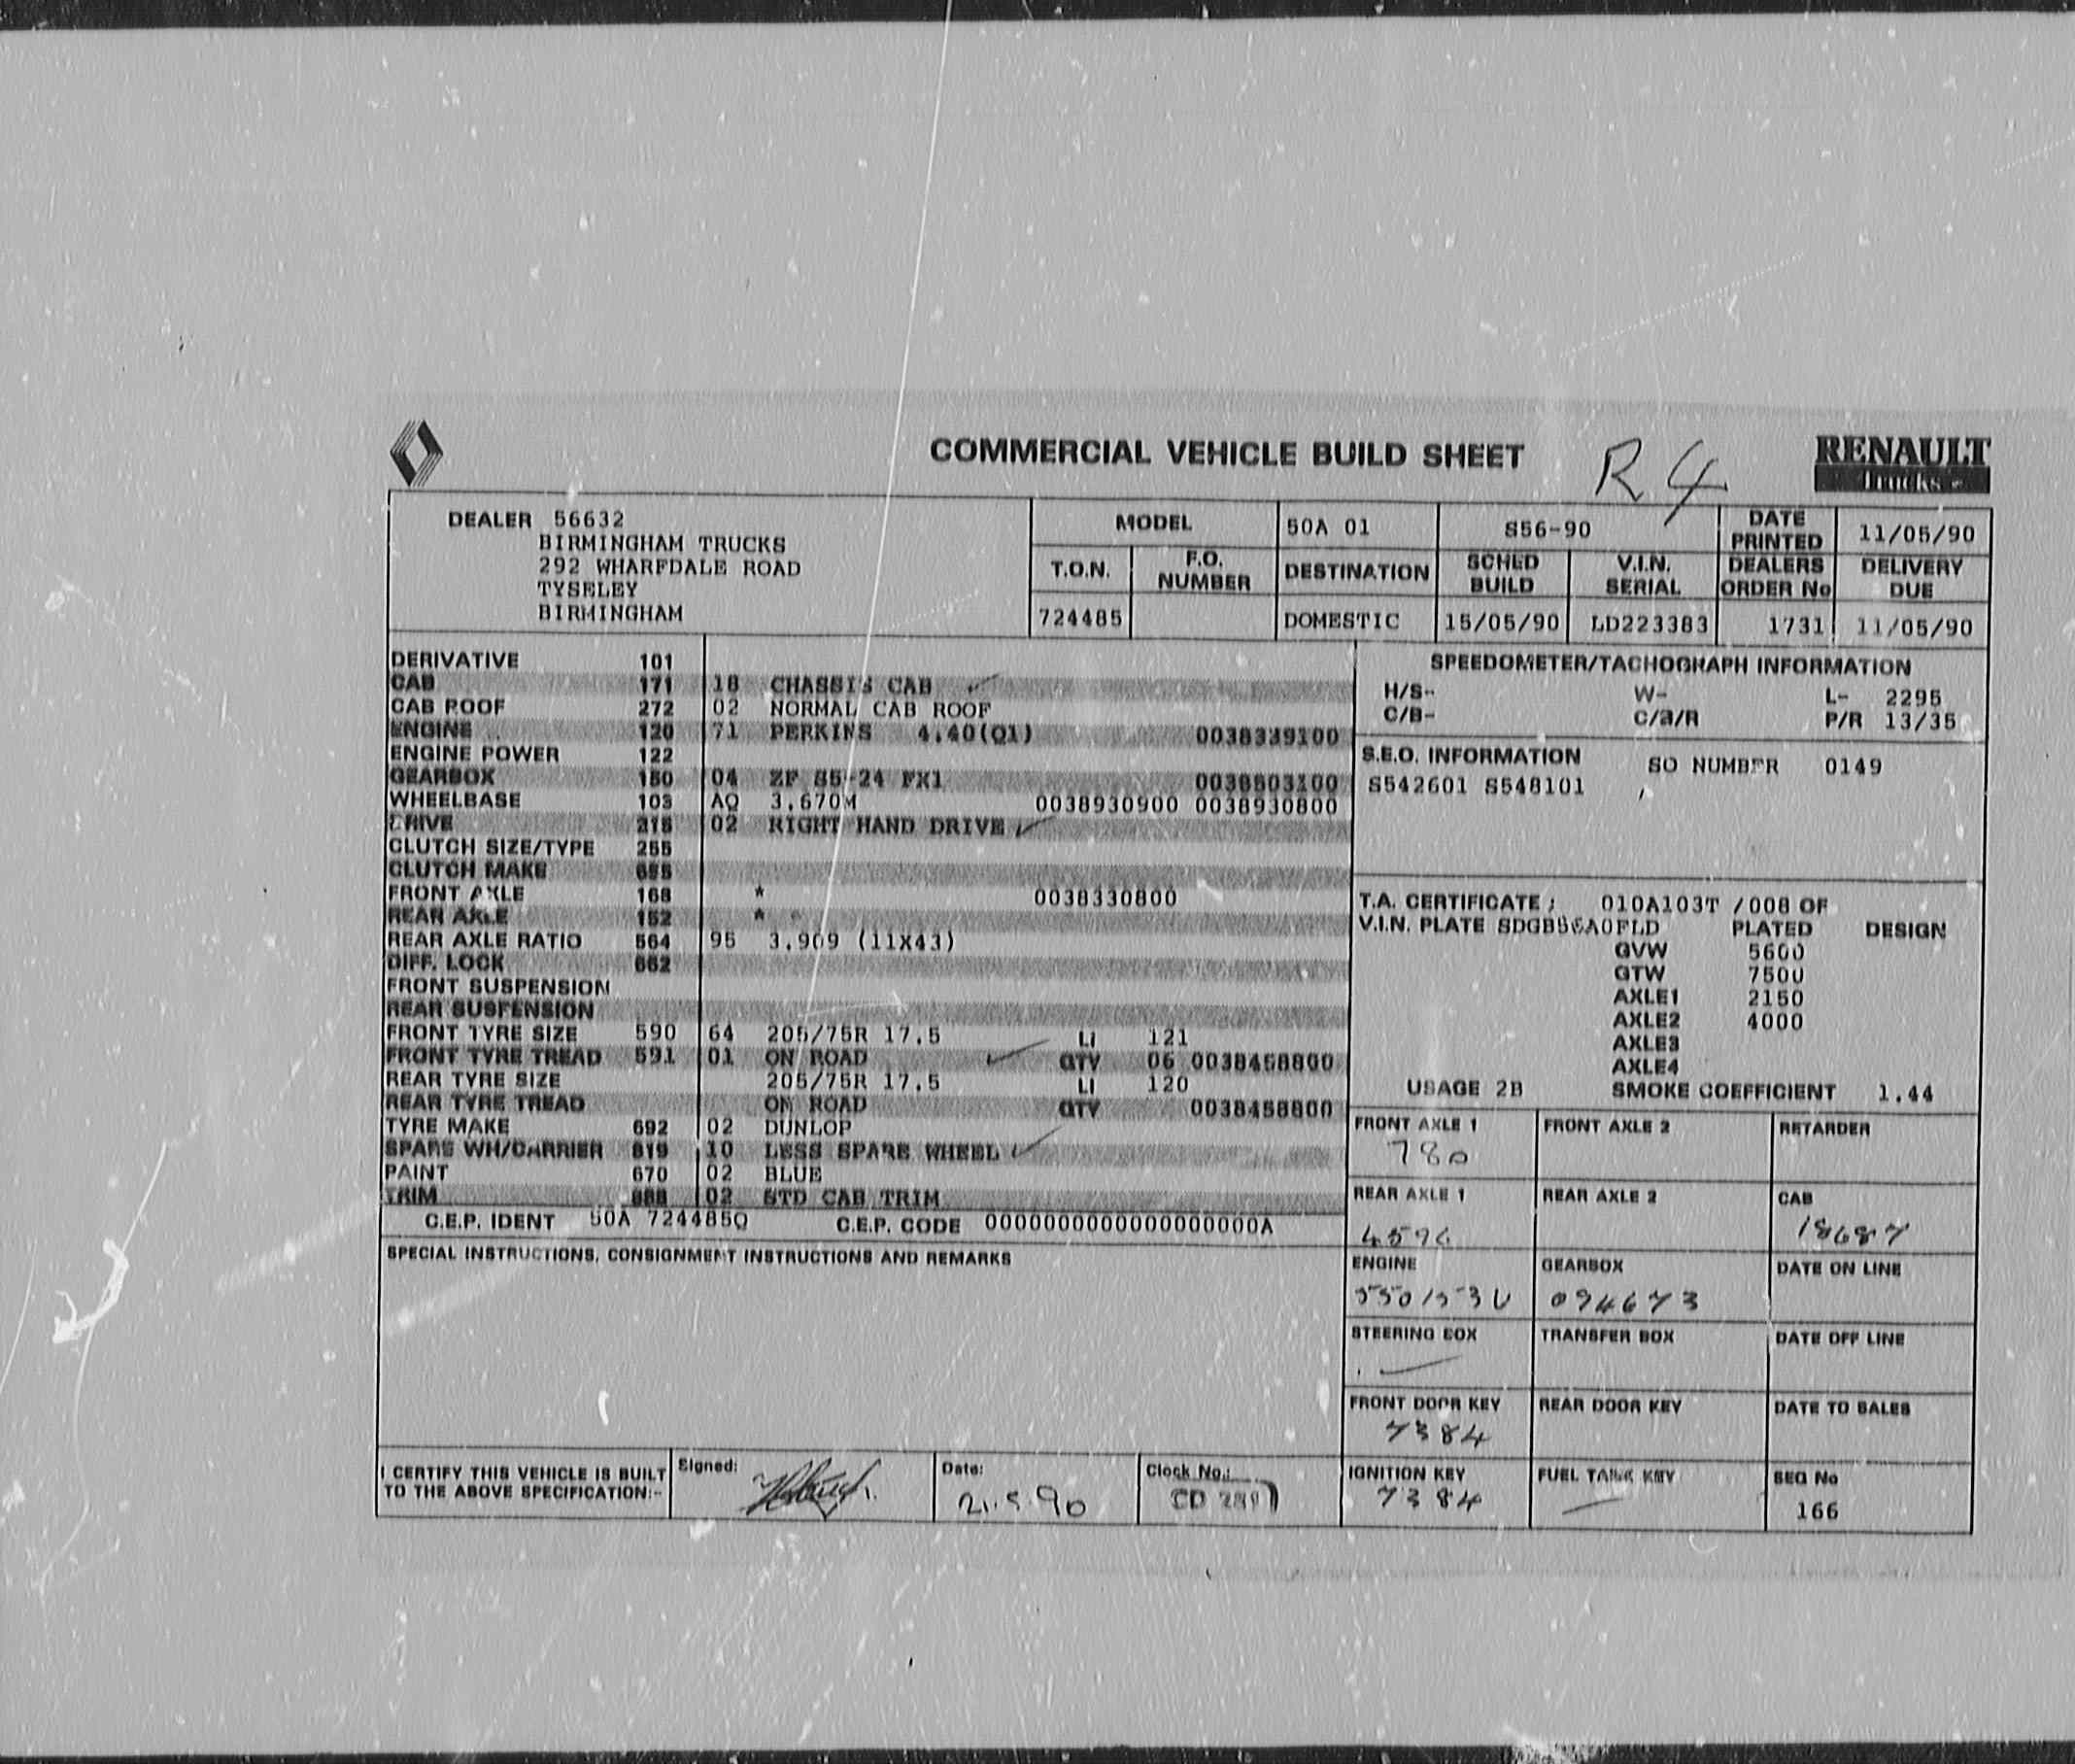 COMMERCIAL VEHICLE BUILD SHEET R4 RENAULT
Trucks
DEALER 56632
BIRMINGHAM TRUCKS
292 WHARFDALE ROAD
TYSELEY
BIRMINGHAM
MODEL 50A 01 S56-90 DATE PRINTED 11/05/90
T.O.N. F.O. NUMBER DESTINATION SCHED BUILD V.I.N. SERIAL DEALERS ORDER No DELIVERY DUE
724485 DOMESTIC 15/05/90 LD223383 1731 11/05/90
DERIVATIVE 101
CAB 171 18 CHASSIS CAB
CAB ROOF 272 02 NORMAL CAB ROOF
ENGINE 120 71 PERKINS 4.40(Q1) 0038339100
ENGINE POWER 122
GEARBOX 150 04 ZF S5-24 FX1 0038803100
WHEELBASE 103 AQ 3.670M 0038930900 0038930800
DRIVE 215 02 RIGHT HAND DRIVE
CLUTCH SIZE/TYPE 255
CLUTCH MAKE
FRONT AXLE 168 * 0038330800
REAR AXLE 152 *
REAR AXLE RATIO 564 95 3.909 (11X43)
DIFF. LOCK 662
FRONT SUSPENSION
REAR SUSPENSION
FRONT TYRE SIZE 590 64 205/75R 17.5 LI 121
FRONT TYRE TREAD 591 01 ON ROAD QTY 06 0038458800
REAR TYRE SIZE 205/75R 17.5 LI 120
REAR TYRE TREAD ON ROAD QTY 0038458800
TYRE MAKE 692 02 DUNLOP
SPARE WH/CARRIER 819 10 LESS SPARE WHEEL
PAINT 670 02 BLUE
TRIM 02 STD CAB TRIM
C.E.P. IDENT 50A 724485Q C.E.P. CODE 0000000000000000000A
SPECIAL INSTRUCTIONS, CONSIGNMENT INSTRUCTIONS AND REMARKS
SPEEDOMETER/TACHOGRAPH INFORMATION
H/S- W- L- 2295
C/B- C/B/R P/R 13/35
S.E.O. INFORMATION SO NUMBER 0149
S542601 S548101
T.A. CERTIFICATE; 010A103T /008 OF
V.I.N. PLATE SDGB56A0FLD PLATED DESIGN
GVW 5600
GTW 7500
AXLE1 2150
AXLE2 4000
AXLE3
AXLE4
USAGE 2B SMOKE COEFFICIENT 1.44
FRONT AXLE 1 FRONT AXLE 2 RETARDER
780
REAR AXLE 1 REAR AXLE 2 CAB
4596 18687
ENGINE GEARBOX DATE ON LINE
094673
STEERING BOX TRANSFER BOX DATE OFF LINE
FRONT DOOR KEY REAR DOOR KEY DATE TO SALES
7384
IGNITION KEY FUEL TANK KEY SEQ No
7384 166
I CERTIFY THIS VEHICLE IS BUILT
TO THE ABOVE SPECIFICATION:-
Signed: Date: Clock No.:
21.5.90